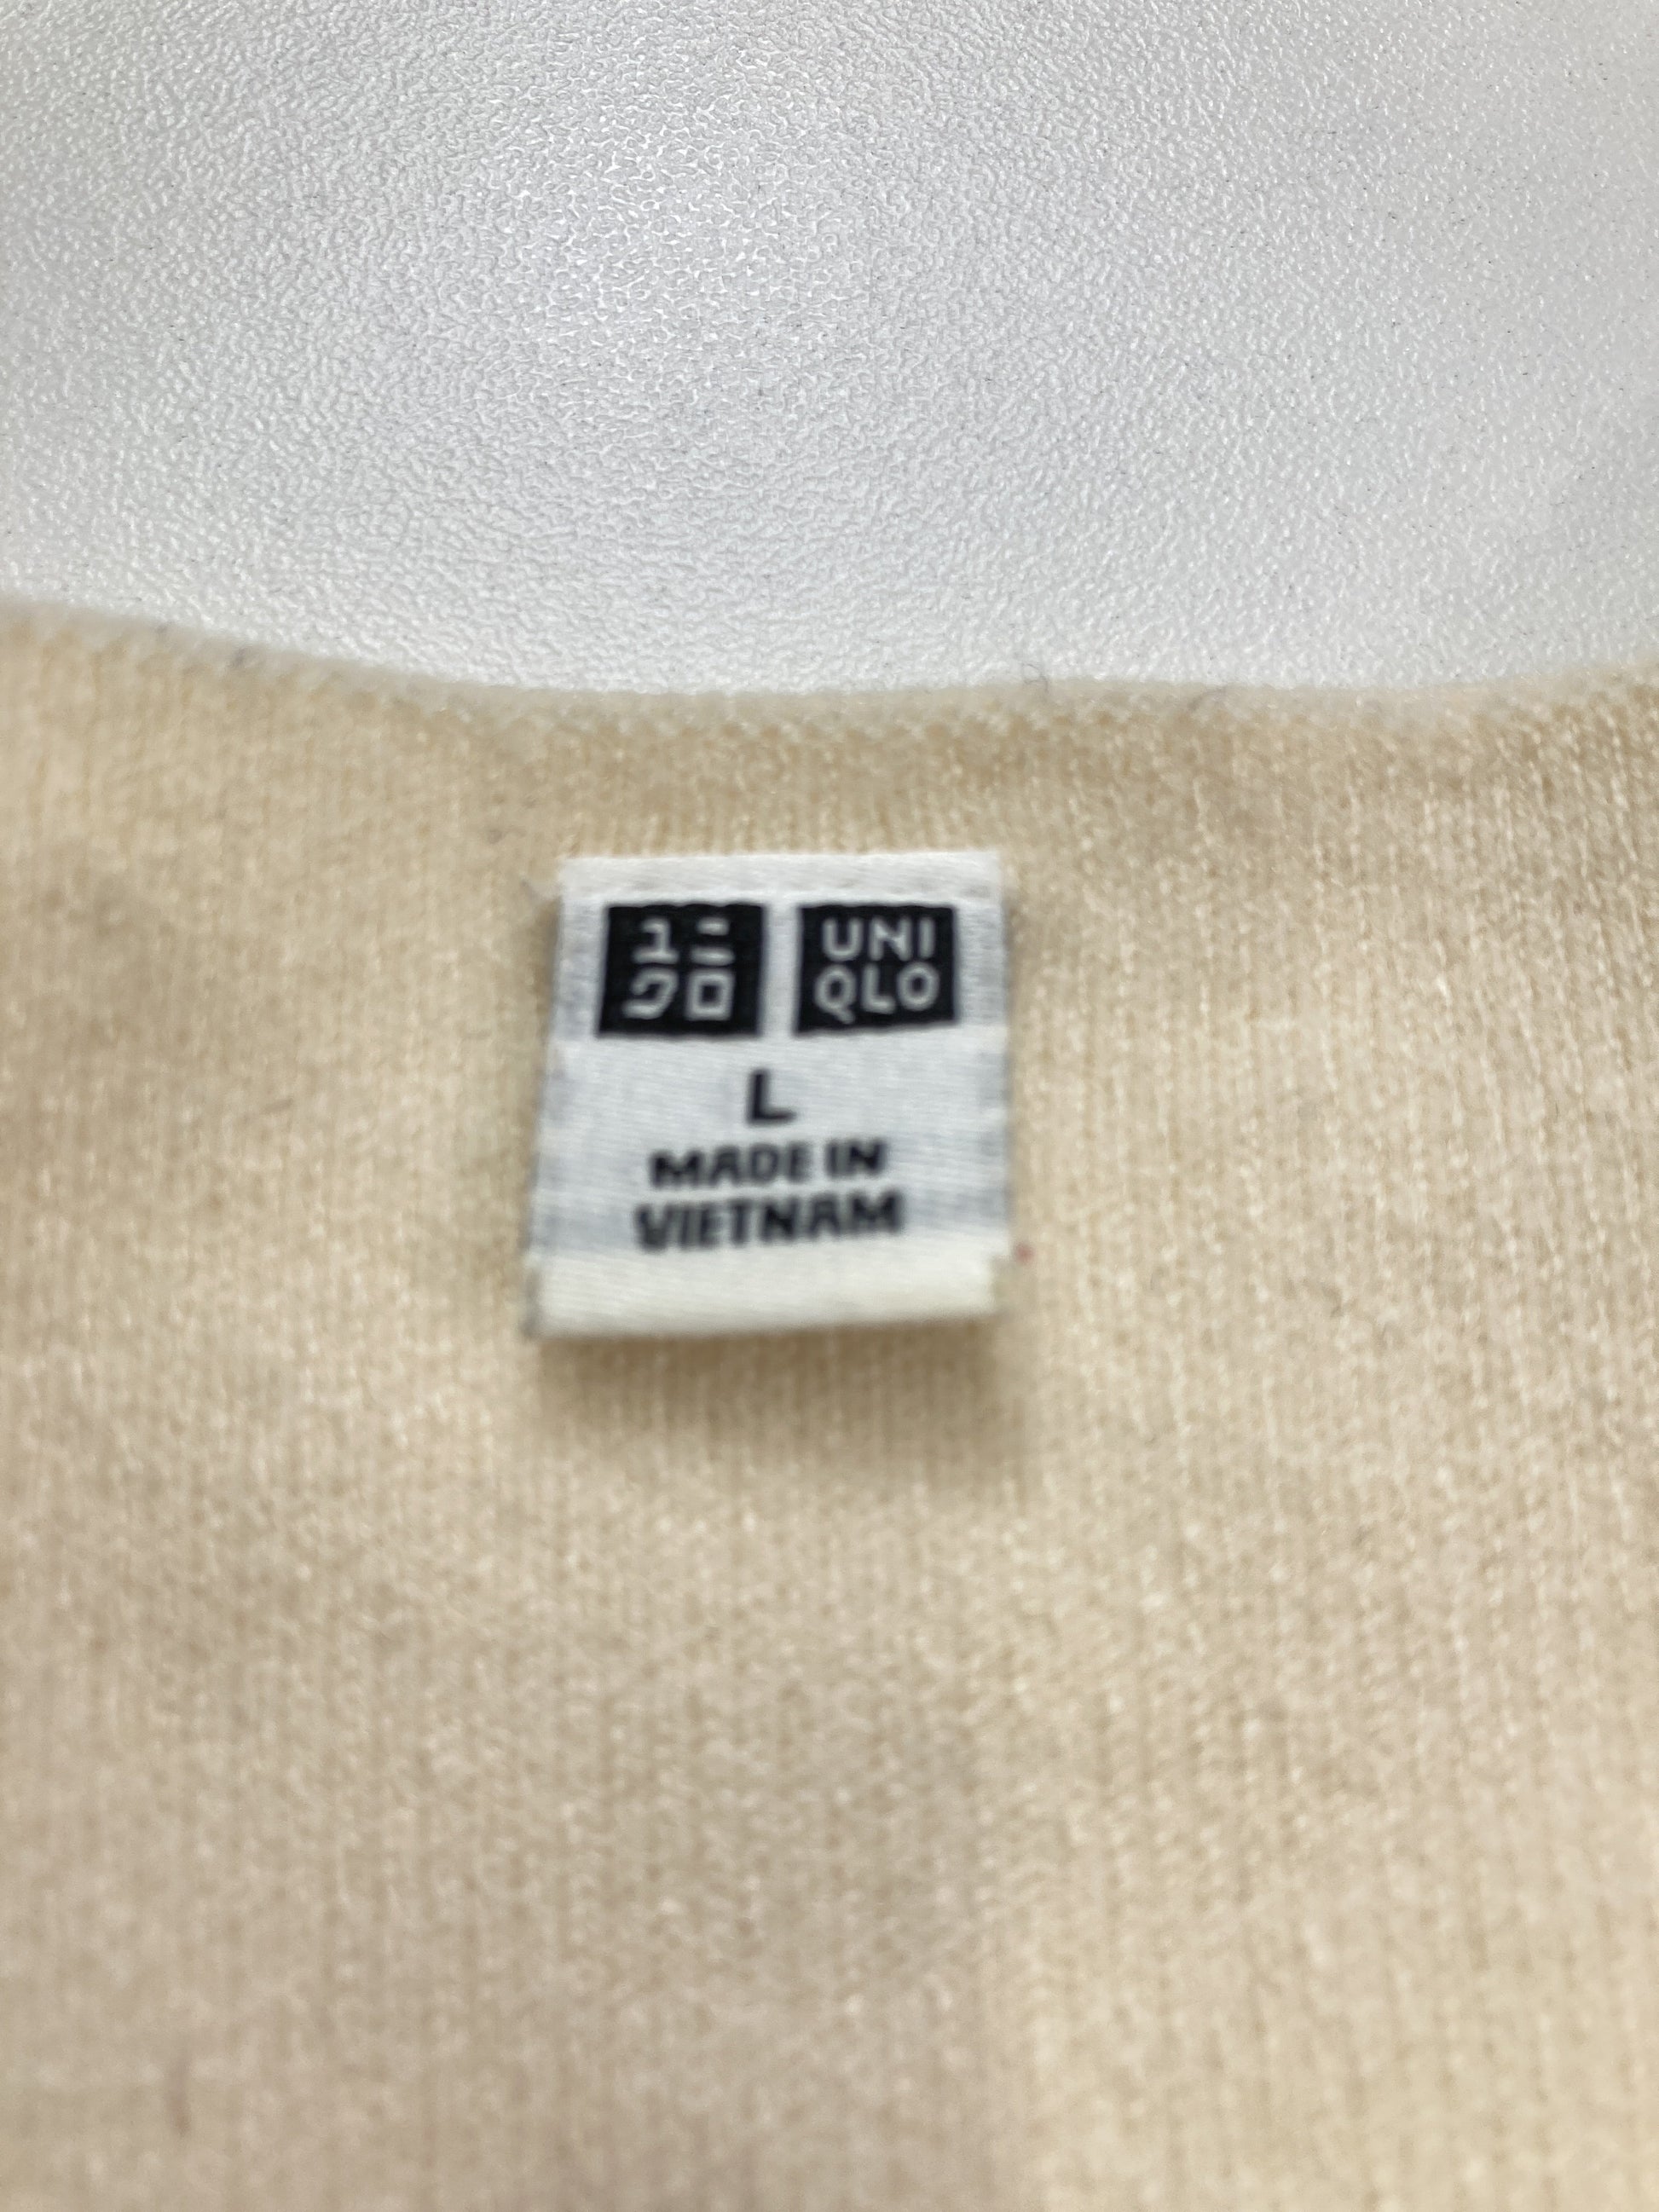 ユニ
クロ
UNI
QLO
L
MADE IN
VIETNAM